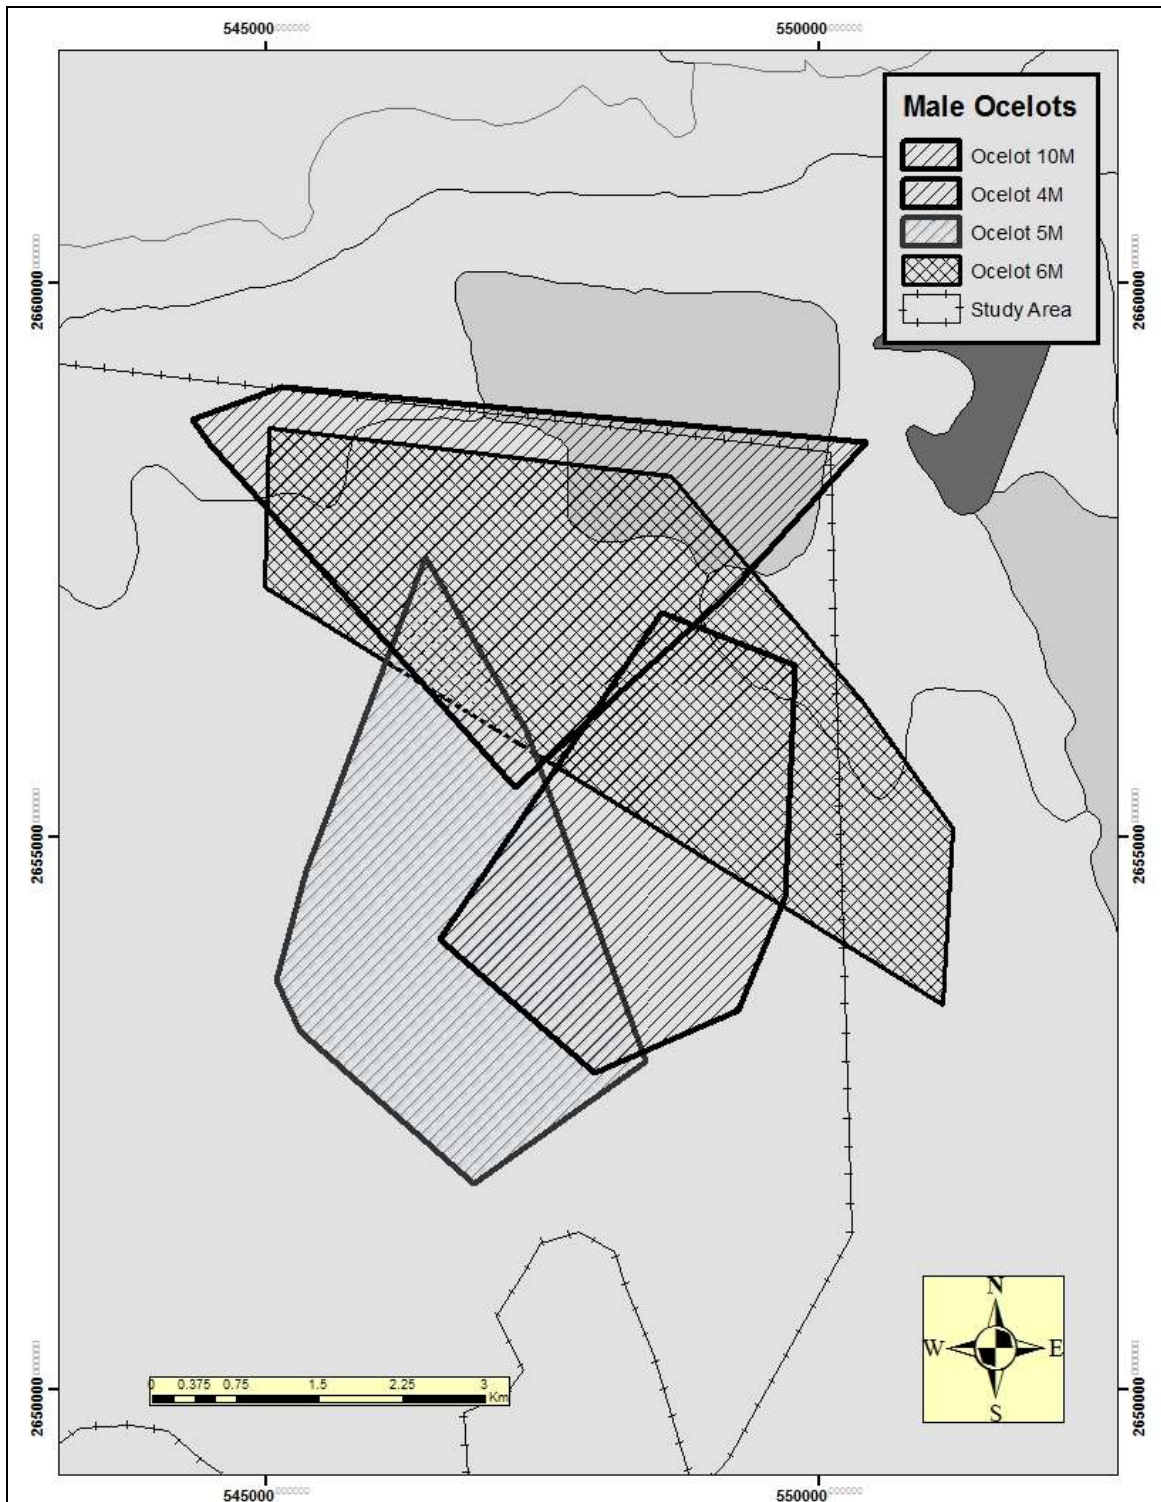 545000 550000
Male Ocelots
Ocelot 10M
Ocelot 4M
Ocelot 5M
Ocelot 6M
Study Area
2660000 2660000
2655000 2655000
N
W E
S
0 0.375 0.75 1.5 2.25 3
Km
2650000 2650000
545000 550000